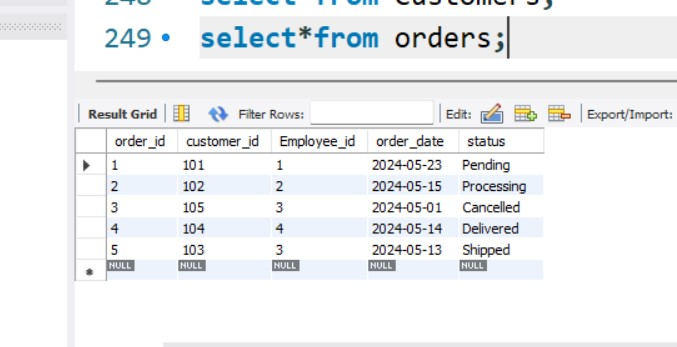 248 select*from Customers;
249 select*from orders;
Result Grid Filter Rows: Edit: Export/Import:
order_id customer_id Employee_id order_date status
1 101 1 2024-05-23 Pending
2 102 2 2024-05-15 Processing
3 105 3 2024-05-01 Cancelled
4 104 4 2024-05-14 Delivered
5 103 3 2024-05-13 Shipped
NULL NULL NULL NULL NULL